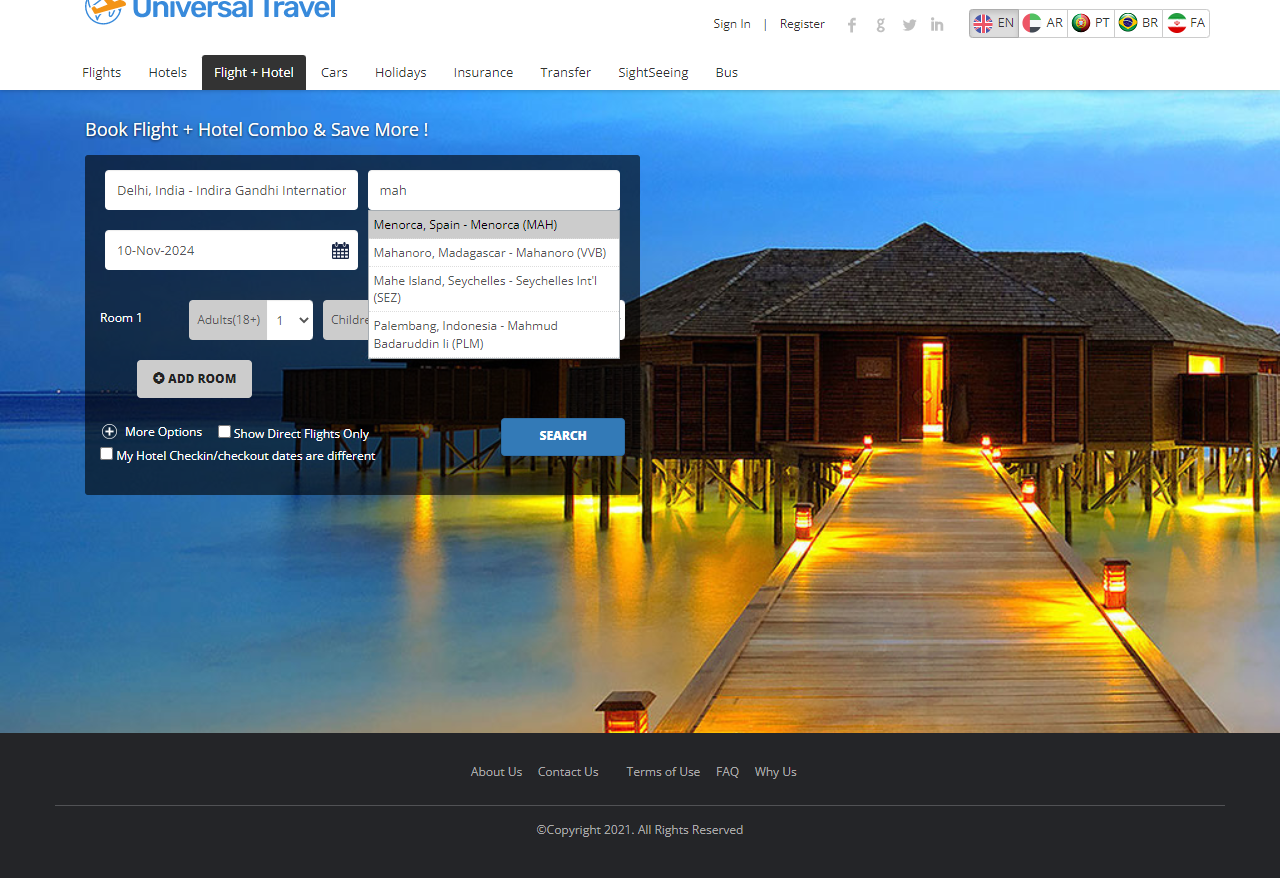 Universal Travel
Sign In | Register
EN AR PT BR FA
Flights Hotels Flight + Hotel Cars Holidays Insurance Transfer SightSeeing Bus
Book Flight + Hotel Combo & Save More !
Delhi, India - Indira Gandhi Internation
mah
Menorca, Spain - Menorca (MAH)
Mahanoro, Madagascar - Mahanoro (VVB)
Mahe Island, Seychelles - Seychelles Int'l
(SEZ)
Palembang, Indonesia - Mahmud
Badaruddin Ii (PLM)
10-Nov-2024
Room 1 Adults(18+) 1 Childre
ADD ROOM
More Options Show Direct Flights Only
SEARCH
My Hotel Checkin/checkout dates are different
About Us Contact Us Terms of Use FAQ Why Us
©Copyright 2021. All Rights Reserved